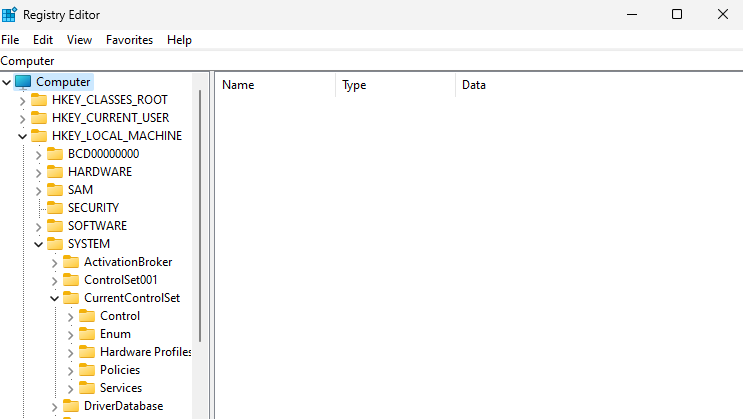 Registry Editor
File Edit View Favorites Help
Computer
Computer
Name Type Data
HKEY_CLASSES_ROOT
HKEY_CURRENT_USER
HKEY_LOCAL_MACHINE
BCD00000000
HARDWARE
SAM
SECURITY
SOFTWARE
SYSTEM
ActivationBroker
ControlSet001
CurrentControlSet
Control
Enum
Hardware Profiles
Policies
Services
DriverDatabase